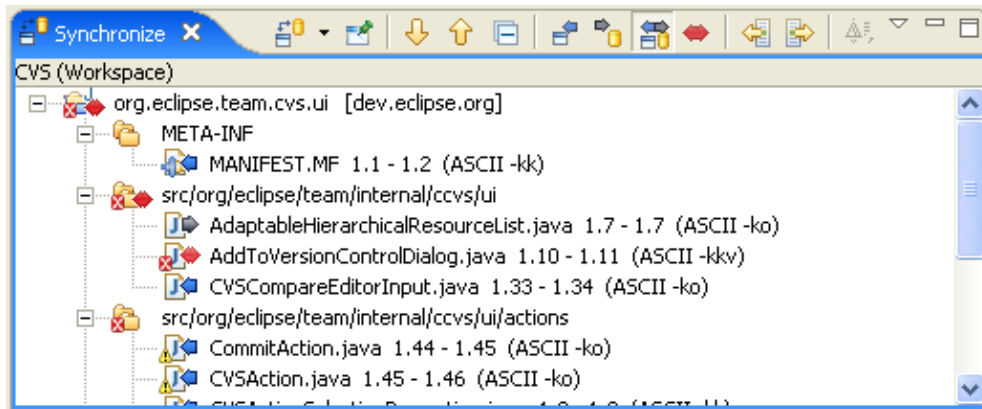 Synchronize
CVS (Workspace)
org.eclipse.team.cvs.ui [dev.eclipse.org]
META-INF
MANIFEST.MF 1.1 - 1.2 (ASCII -kk)
src/org/eclipse/team/internal/ccvs/ui
AdaptableHierarchicalResourceList.java 1.7 - 1.7 (ASCII -ko)
AddToVersionControlDialog.java 1.10 - 1.11 (ASCII -kkv)
CVSCompareEditorInput.java 1.33 - 1.34 (ASCII -ko)
src/org/eclipse/team/internal/ccvs/ui/actions
CommitAction.java 1.44 - 1.45 (ASCII -ko)
CVSAction.java 1.45 - 1.46 (ASCII -ko)